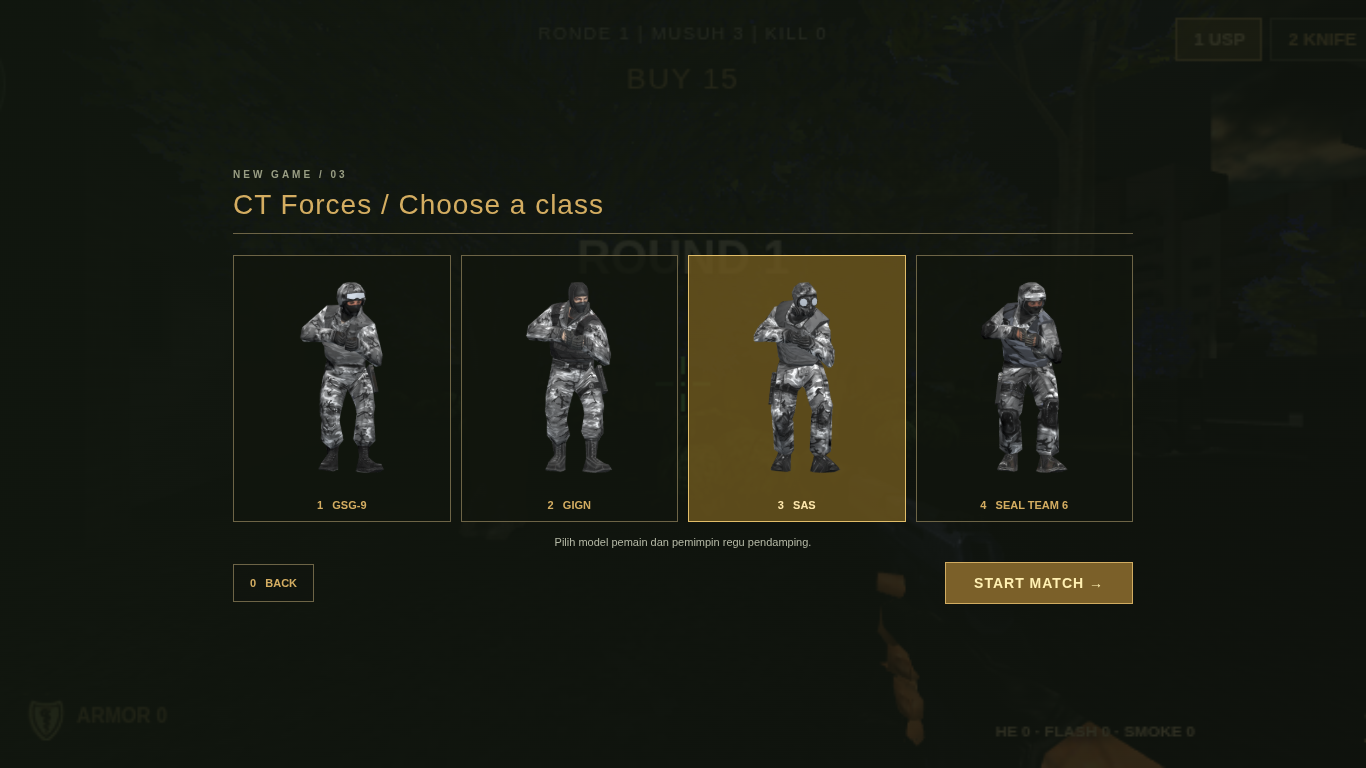 RONDE 1 | MUSUH 3 | KILL 0
1 USP
2 KNIFE
BUY 15
NEW GAME / 03
CT Forces / Choose a class
ROUND 1
1 GSG-9
2 GIGN
3 SAS
4 SEAL TEAM 6
Pilih model pemain dan pemimpin regu pendamping.
0 BACK
START MATCH →
ARMOR 0
HE 0 · FLASH 0 · SMOKE 0